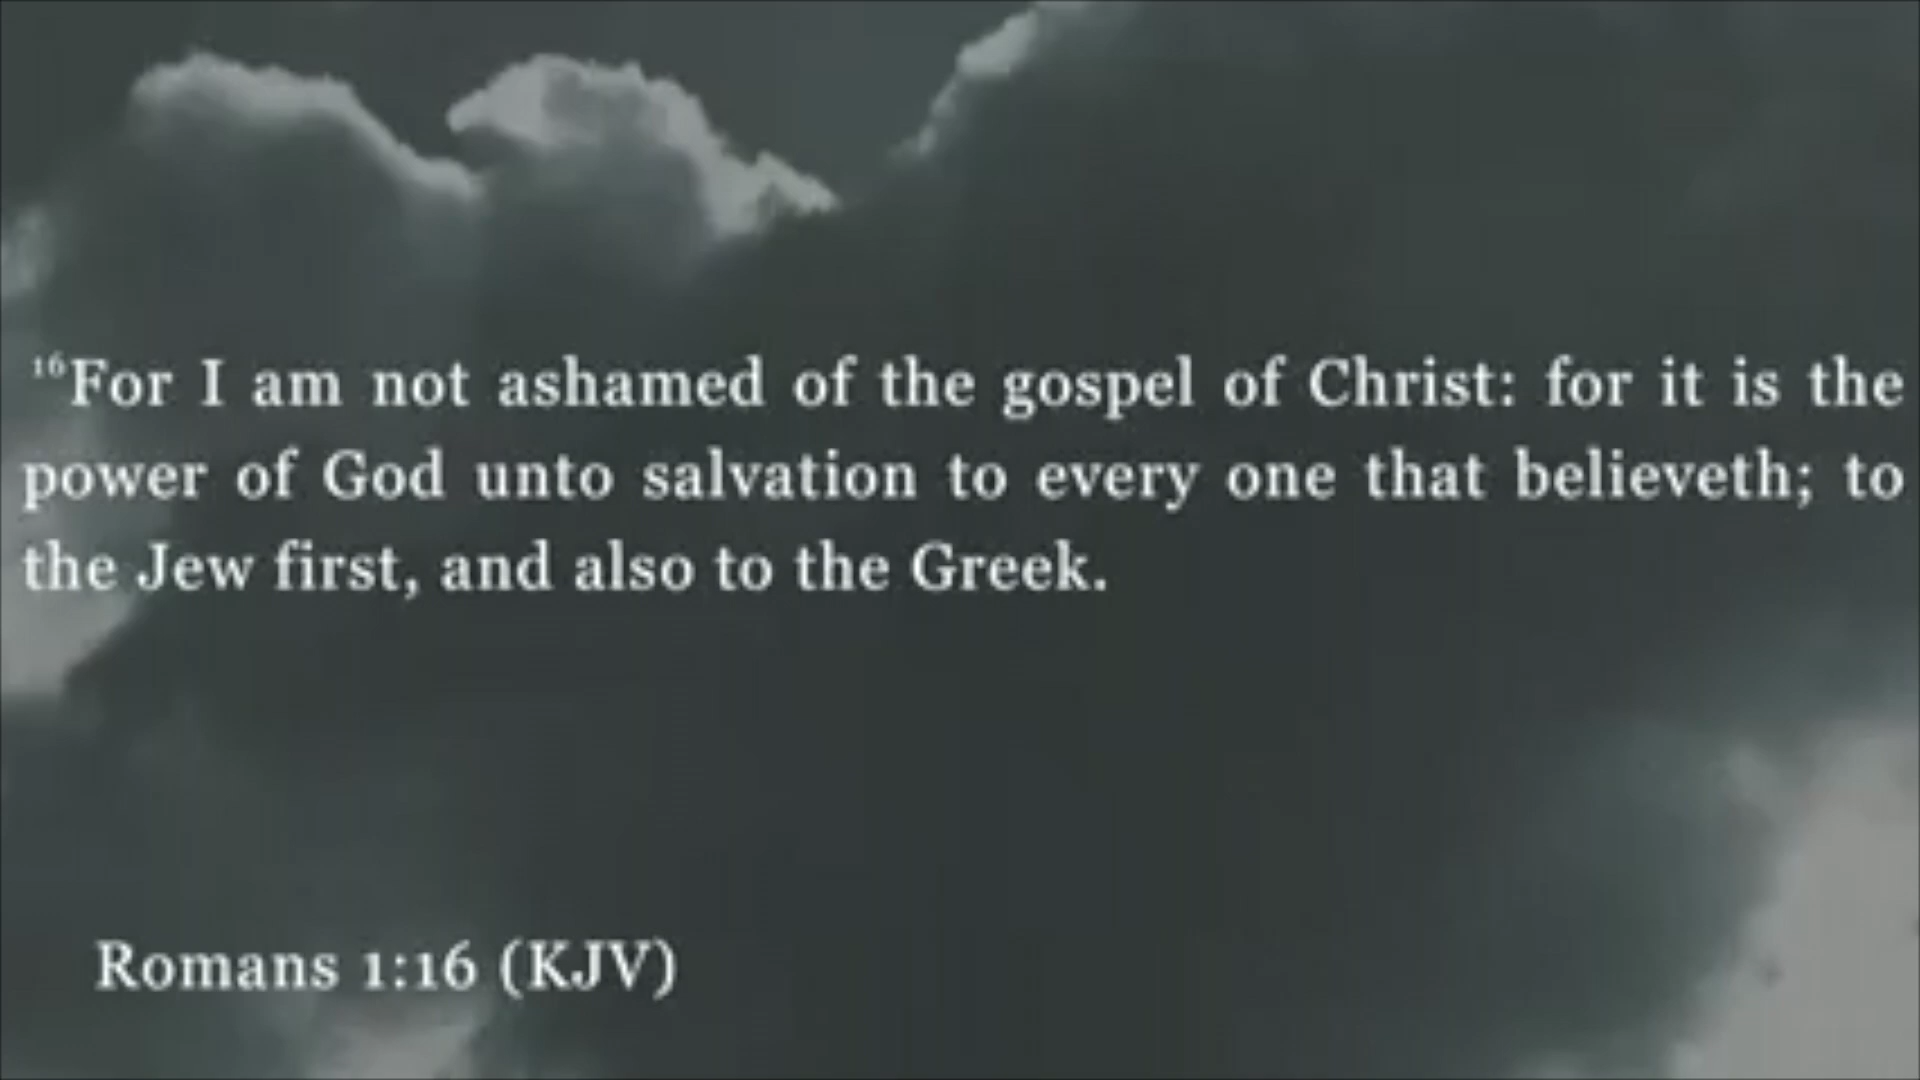 16For I am not ashamed of the gospel of Christ: for it is the
power of God unto salvation to every one that believeth; to
the Jew first, and also to the Greek.
Romans 1:16 (KJV)